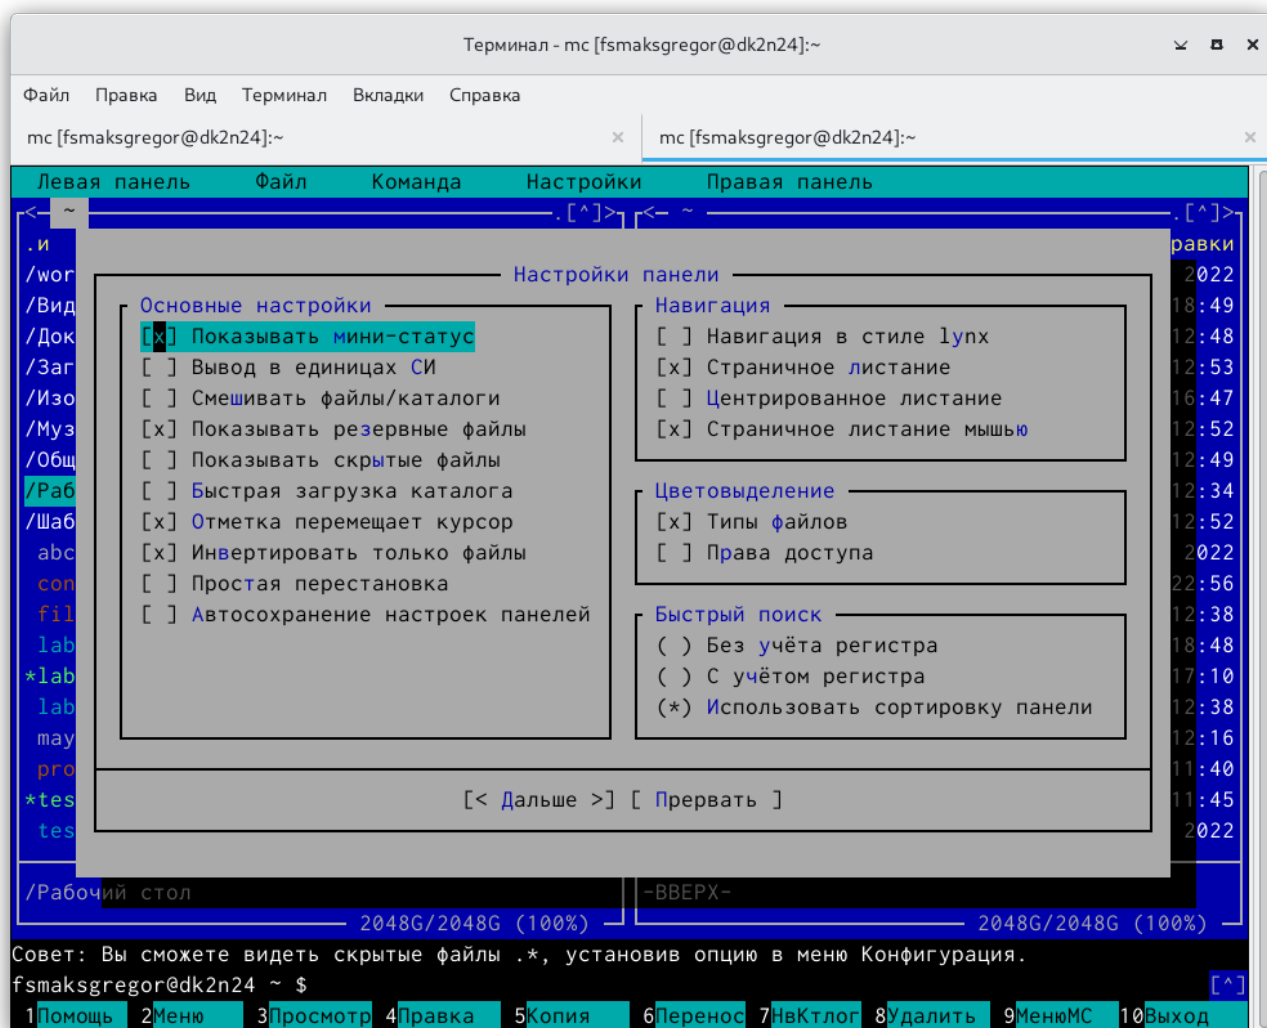 Терминал - mc [fsmaksgregor@dk2n24]:~
Файл Правка Вид Терминал Вкладки Справка
mc [fsmaksgregor@dk2n24]:~ × mc [fsmaksgregor@dk2n24]:~ ×
Левая панель Файл Команда Настройки Правая панель
<- ~ .[^]> <- ~ .[^]>
.и равки
/wor Настройки панели 2022
/Вид Основные настройки Навигация 18:49
/Док [x] Показывать мини-статус [ ] Навигация в стиле lynx 12:48
/Заг [ ] Вывод в единицах СИ [x] Страничное листание 12:53
/Изо [ ] Смешивать файлы/каталоги [ ] Центрированное листание 16:47
/Муз [x] Показывать резервные файлы [x] Страничное листание мышью 12:52
/Общ [ ] Показывать скрытые файлы 12:49
/Раб [ ] Быстрая загрузка каталога Цветовыделение 12:34
/Шаб [x] Отметка перемещает курсор [x] Типы файлов 12:52
abc [x] Инвертировать только файлы [ ] Права доступа 2022
con [ ] Простая перестановка 22:56
fil [ ] Автосохранение настроек панелей Быстрый поиск 12:38
lab ( ) Без учёта регистра 18:48
*lab ( ) С учётом регистра 17:10
lab (*) Использовать сортировку панели 12:38
may 12:16
pro 11:40
*tes [< Дальше >] [ Прервать ] 11:45
tes 2022
/Рабочий стол -ВВЕРХ-
2048G/2048G (100%) 2048G/2048G (100%)
Совет: Вы сможете видеть скрытые файлы .*, установив опцию в меню Конфигурация.
fsmaksgregor@dk2n24 ~ $ [^]
1Помощь 2Меню 3Просмотр 4Правка 5Копия 6Перенос 7НвКтлог 8Удалить 9МенюMC 10Выход